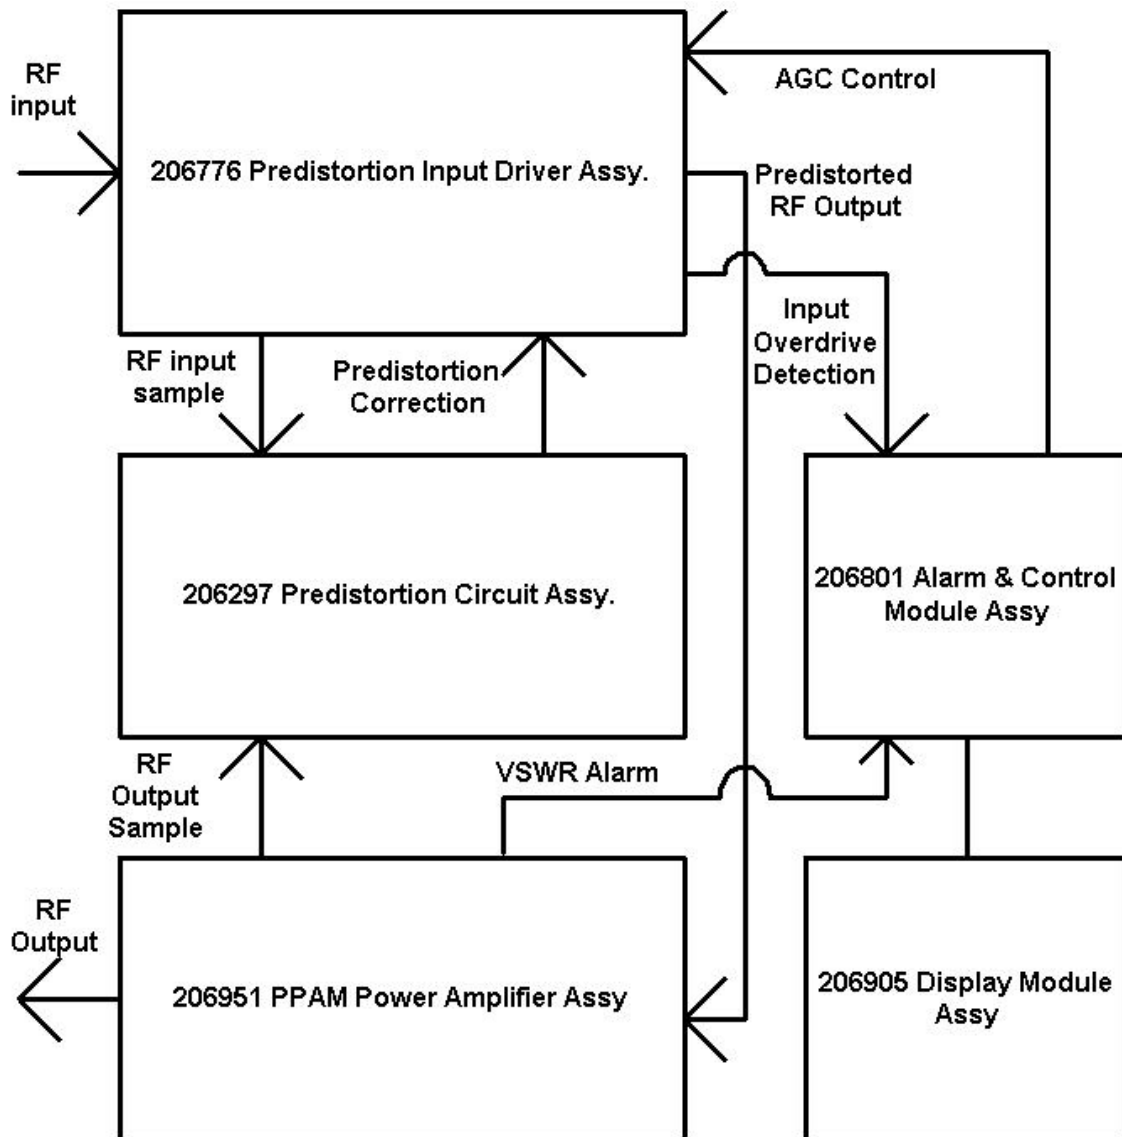 RF
input
AGC Control
206776 Predistortion Input Driver Assy.
Predistorted
RF Output
Input
Overdrive
Detection
RF input
sample
Predistortion
Correction
206297 Predistortion Circuit Assy.
206801 Alarm & Control
Module Assy
RF
Output
Sample
VSWR Alarm
RF
Output
206951 PPAM Power Amplifier Assy
206905 Display Module
Assy